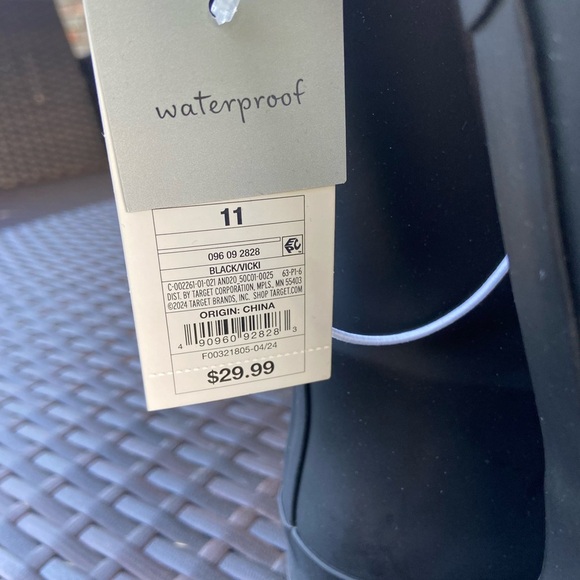 waterproof
11
096 09 2828
BLACK/VICKI
C-002261-01-021 AND20 50C01-0025 63-P1-6
DIST. BY TARGET CORPORATION, MPLS., MN 55403
©2024 TARGET BRANDS, INC. SHOP TARGET.COM
ORIGIN: CHINA
4 90960 92828 3
F00321805-04/24
$29.99